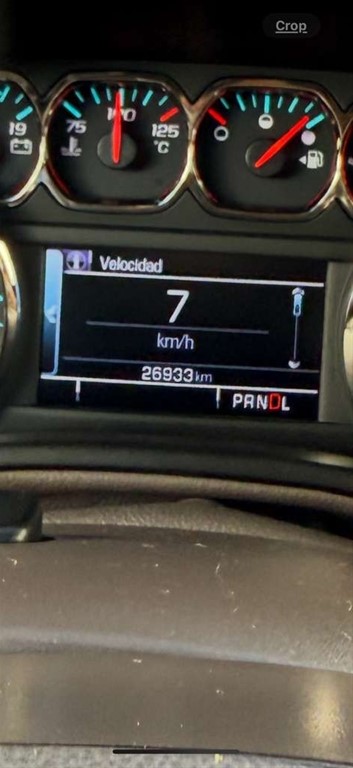 Crop
19
75
100
125
°C
Velocidad
7
km/h
26933 km
PRNDL